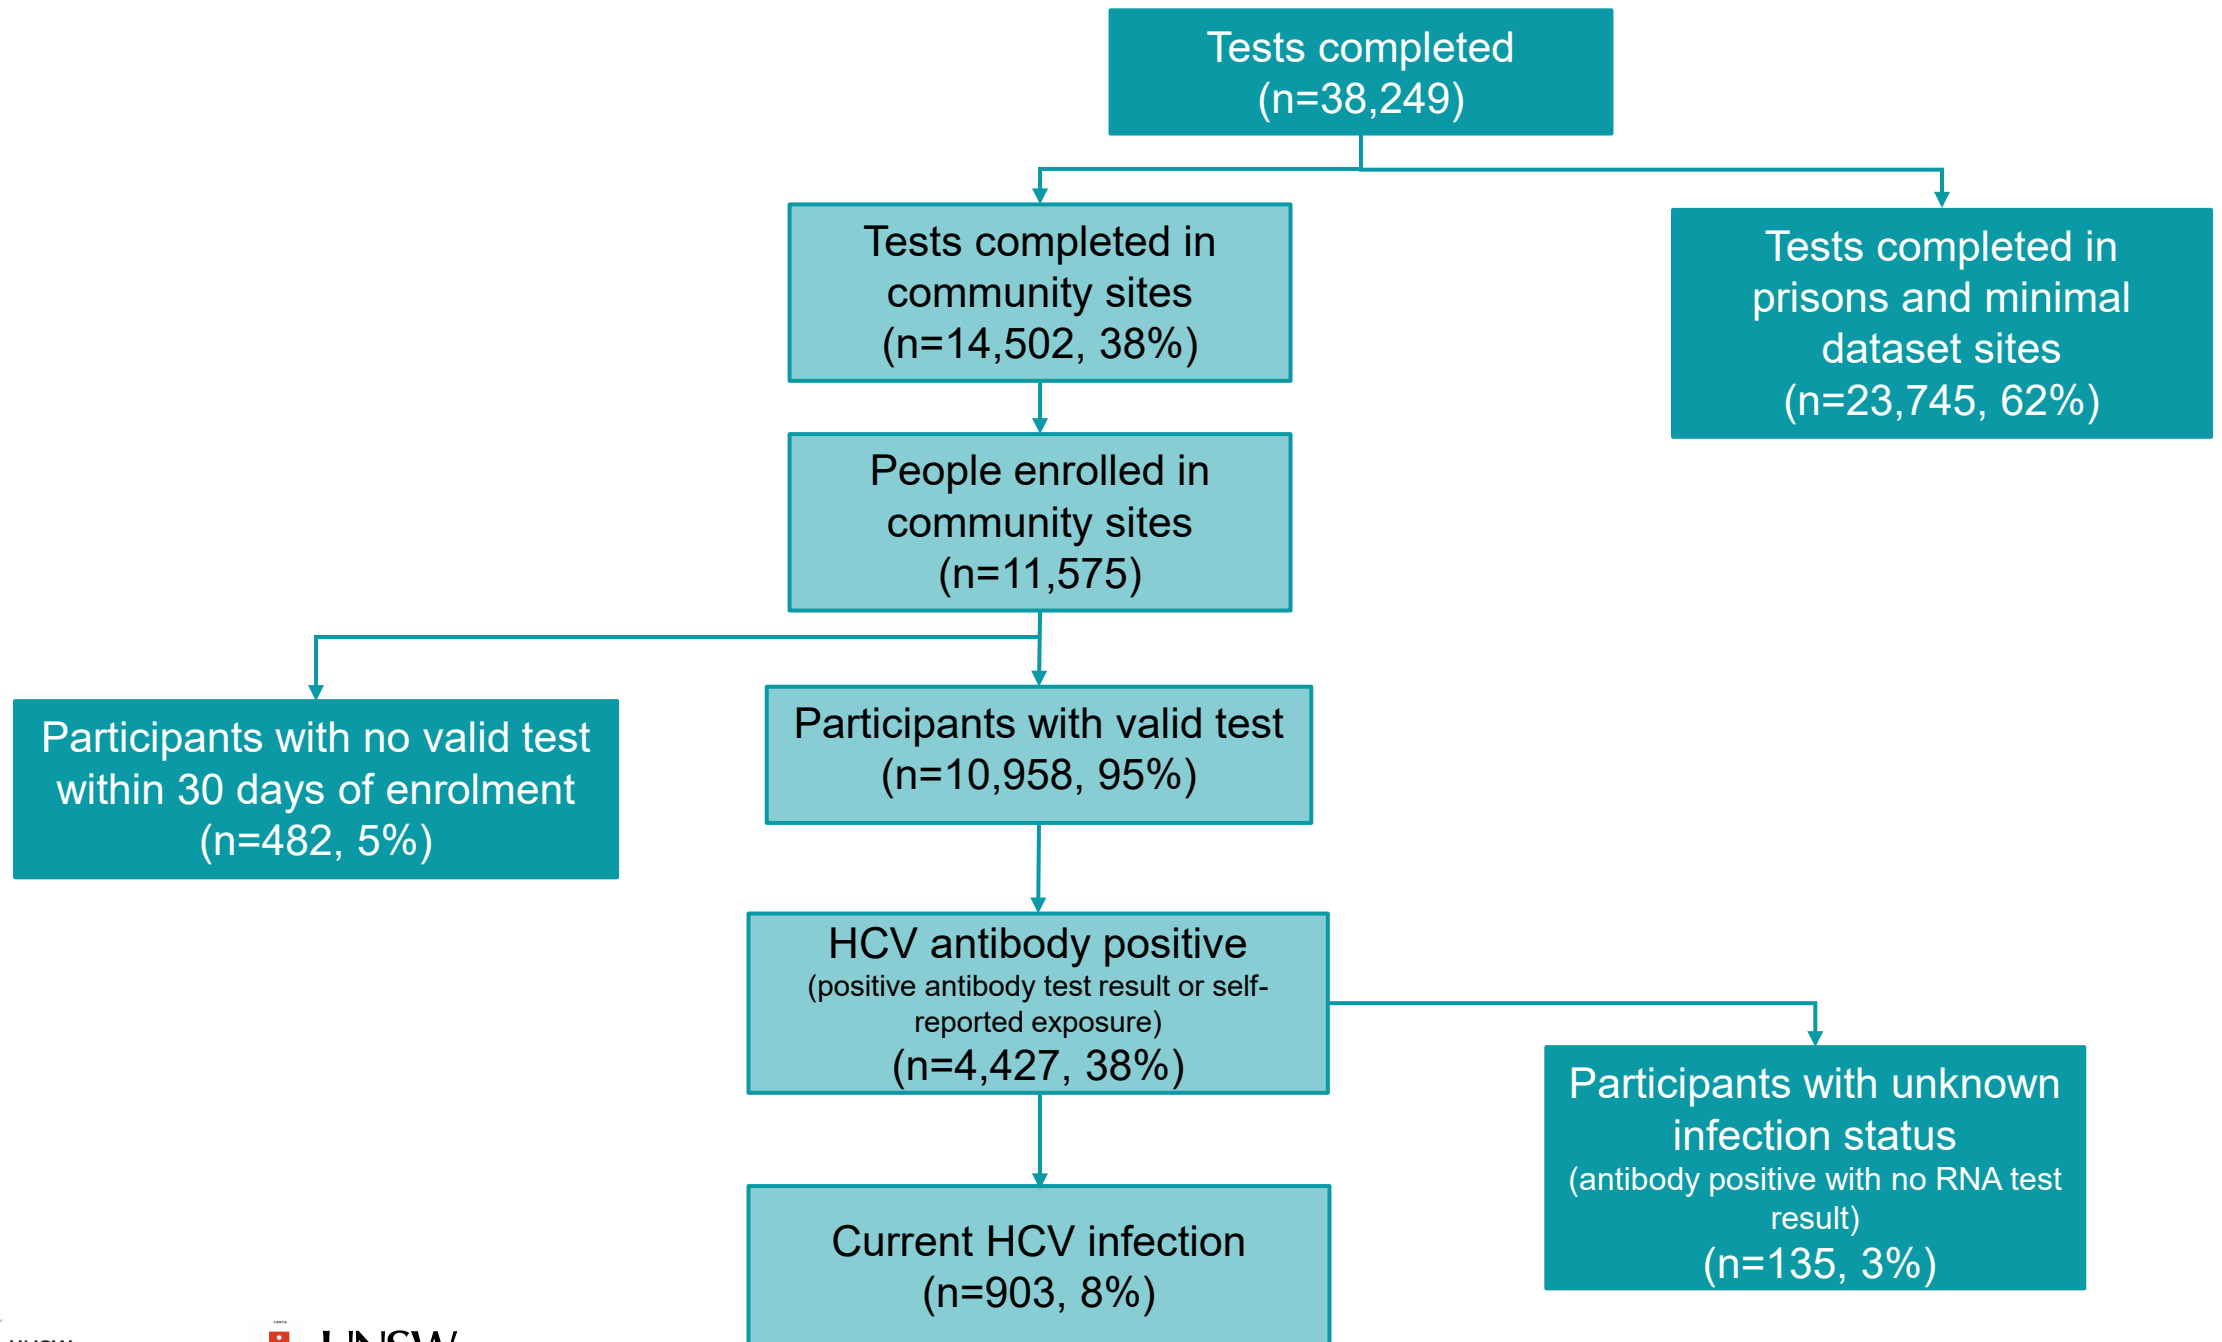 Tests completed
(n=38,249)
Tests completed in
community sites
(n=14,502, 38%)
Tests completed in
prisons and minimal
dataset sites
(n=23,745, 62%)
People enrolled in
community sites
(n=11,575)
Participants with no valid test
within 30 days of enrolment
(n=482, 5%)
Participants with valid test
(n=10,958, 95%)
HCV antibody positive
(positive antibody test result or self-
reported exposure)
(n=4,427, 38%)
Participants with unknown
infection status
(antibody positive with no RNA test
result)
(n=135, 3%)
Current HCV infection
(n=903, 8%)
UNSW